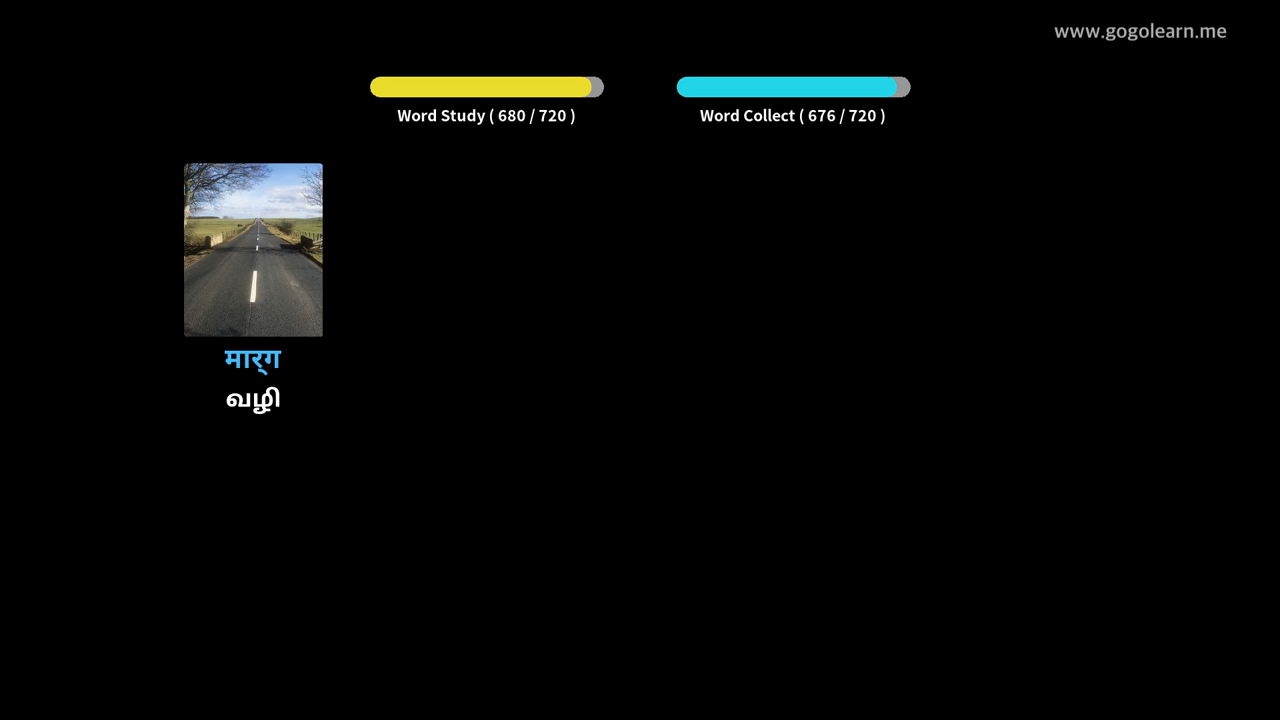 www.gogolearn.me
Word Study ( 680 / 720 )
Word Collect ( 676 / 720 )
मार्‍ग
வழி